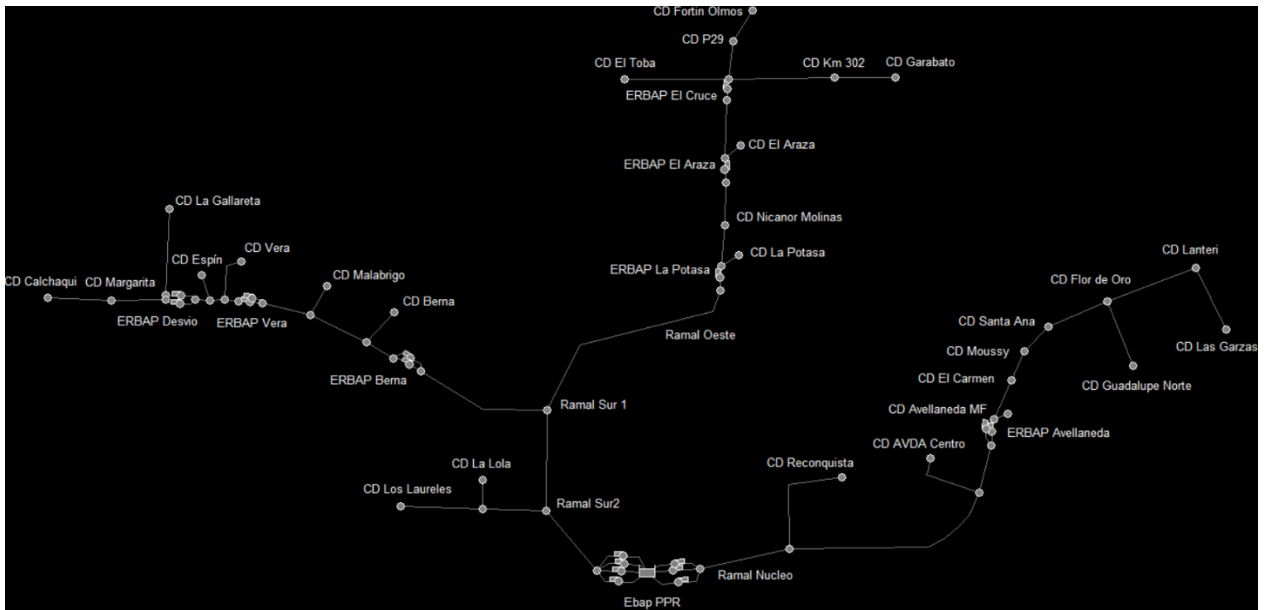 CD Fortin Olmos
CD P29
CD El Toba
CD Km 302
CD Garabato
ERBAP El Cruce
CD El Araza
ERBAP El Araza
CD La Gallareta
CD Nicanor Molinas
CD Vera
CD La Potasa
CD Lanteri
CD Espín
ERBAP La Potasa
CD Malabrigo
CD Calchaqui
CD Margarita
CD Flor de Oro
CD Berna
ERBAP Desvio
ERBAP Vera
CD Santa Ana
Ramal Oeste
CD Las Garzas
CD Moussy
ERBAP Berna
CD El Carmen
CD Guadalupe Norte
Ramal Sur 1
CD Avellaneda MF
ERBAP Avellaneda
CD AVDA Centro
CD La Lola
CD Reconquista
CD Los Laureles
Ramal Sur2
Ramal Nucleo
Ebap PPR